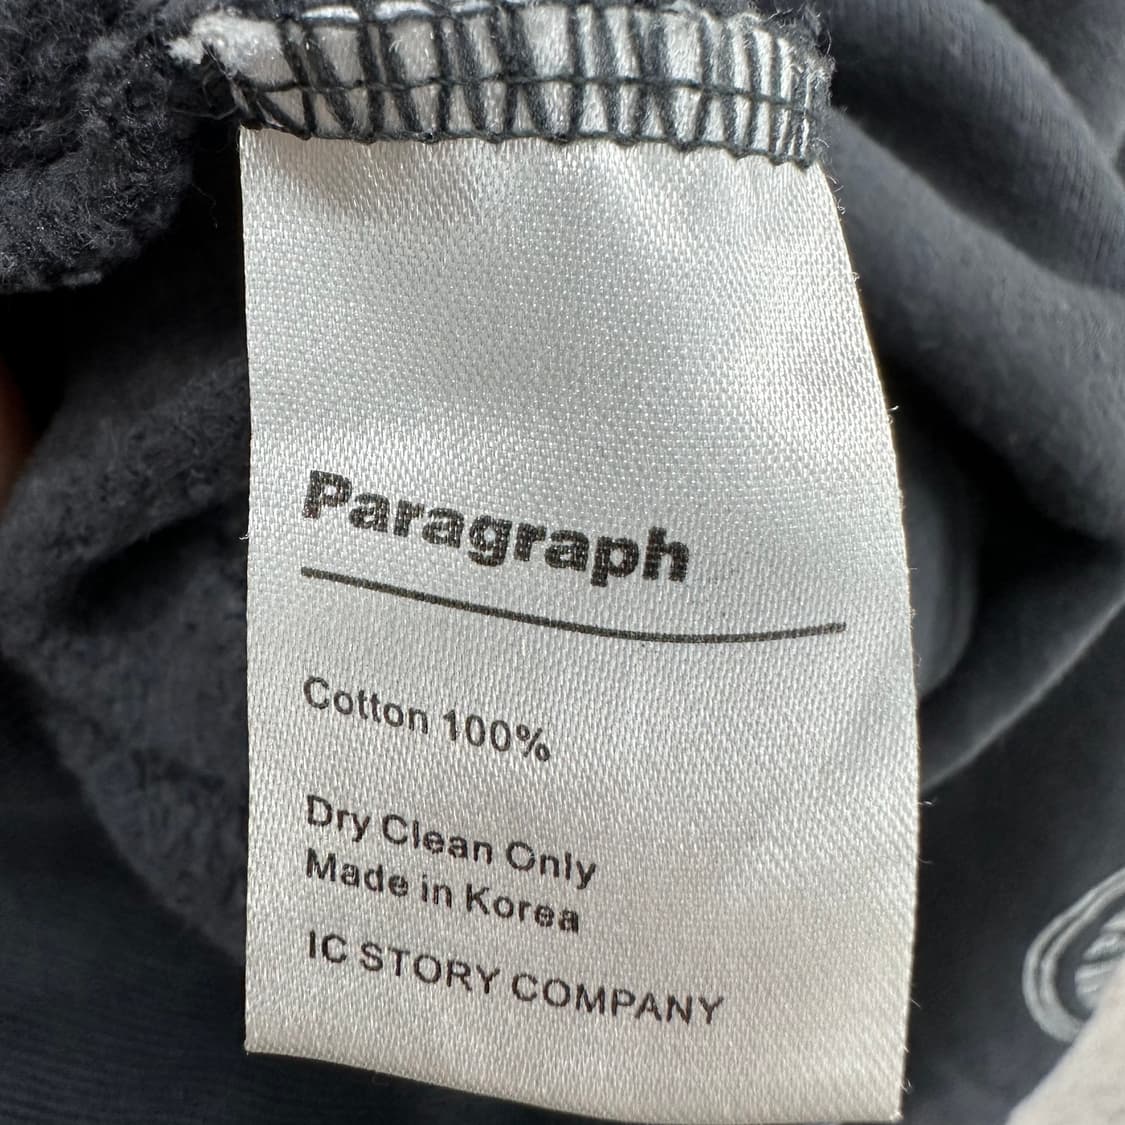 Paragraph
Cotton 100%
Dry Clean Only
Made in Korea
IC STORY COMPANY